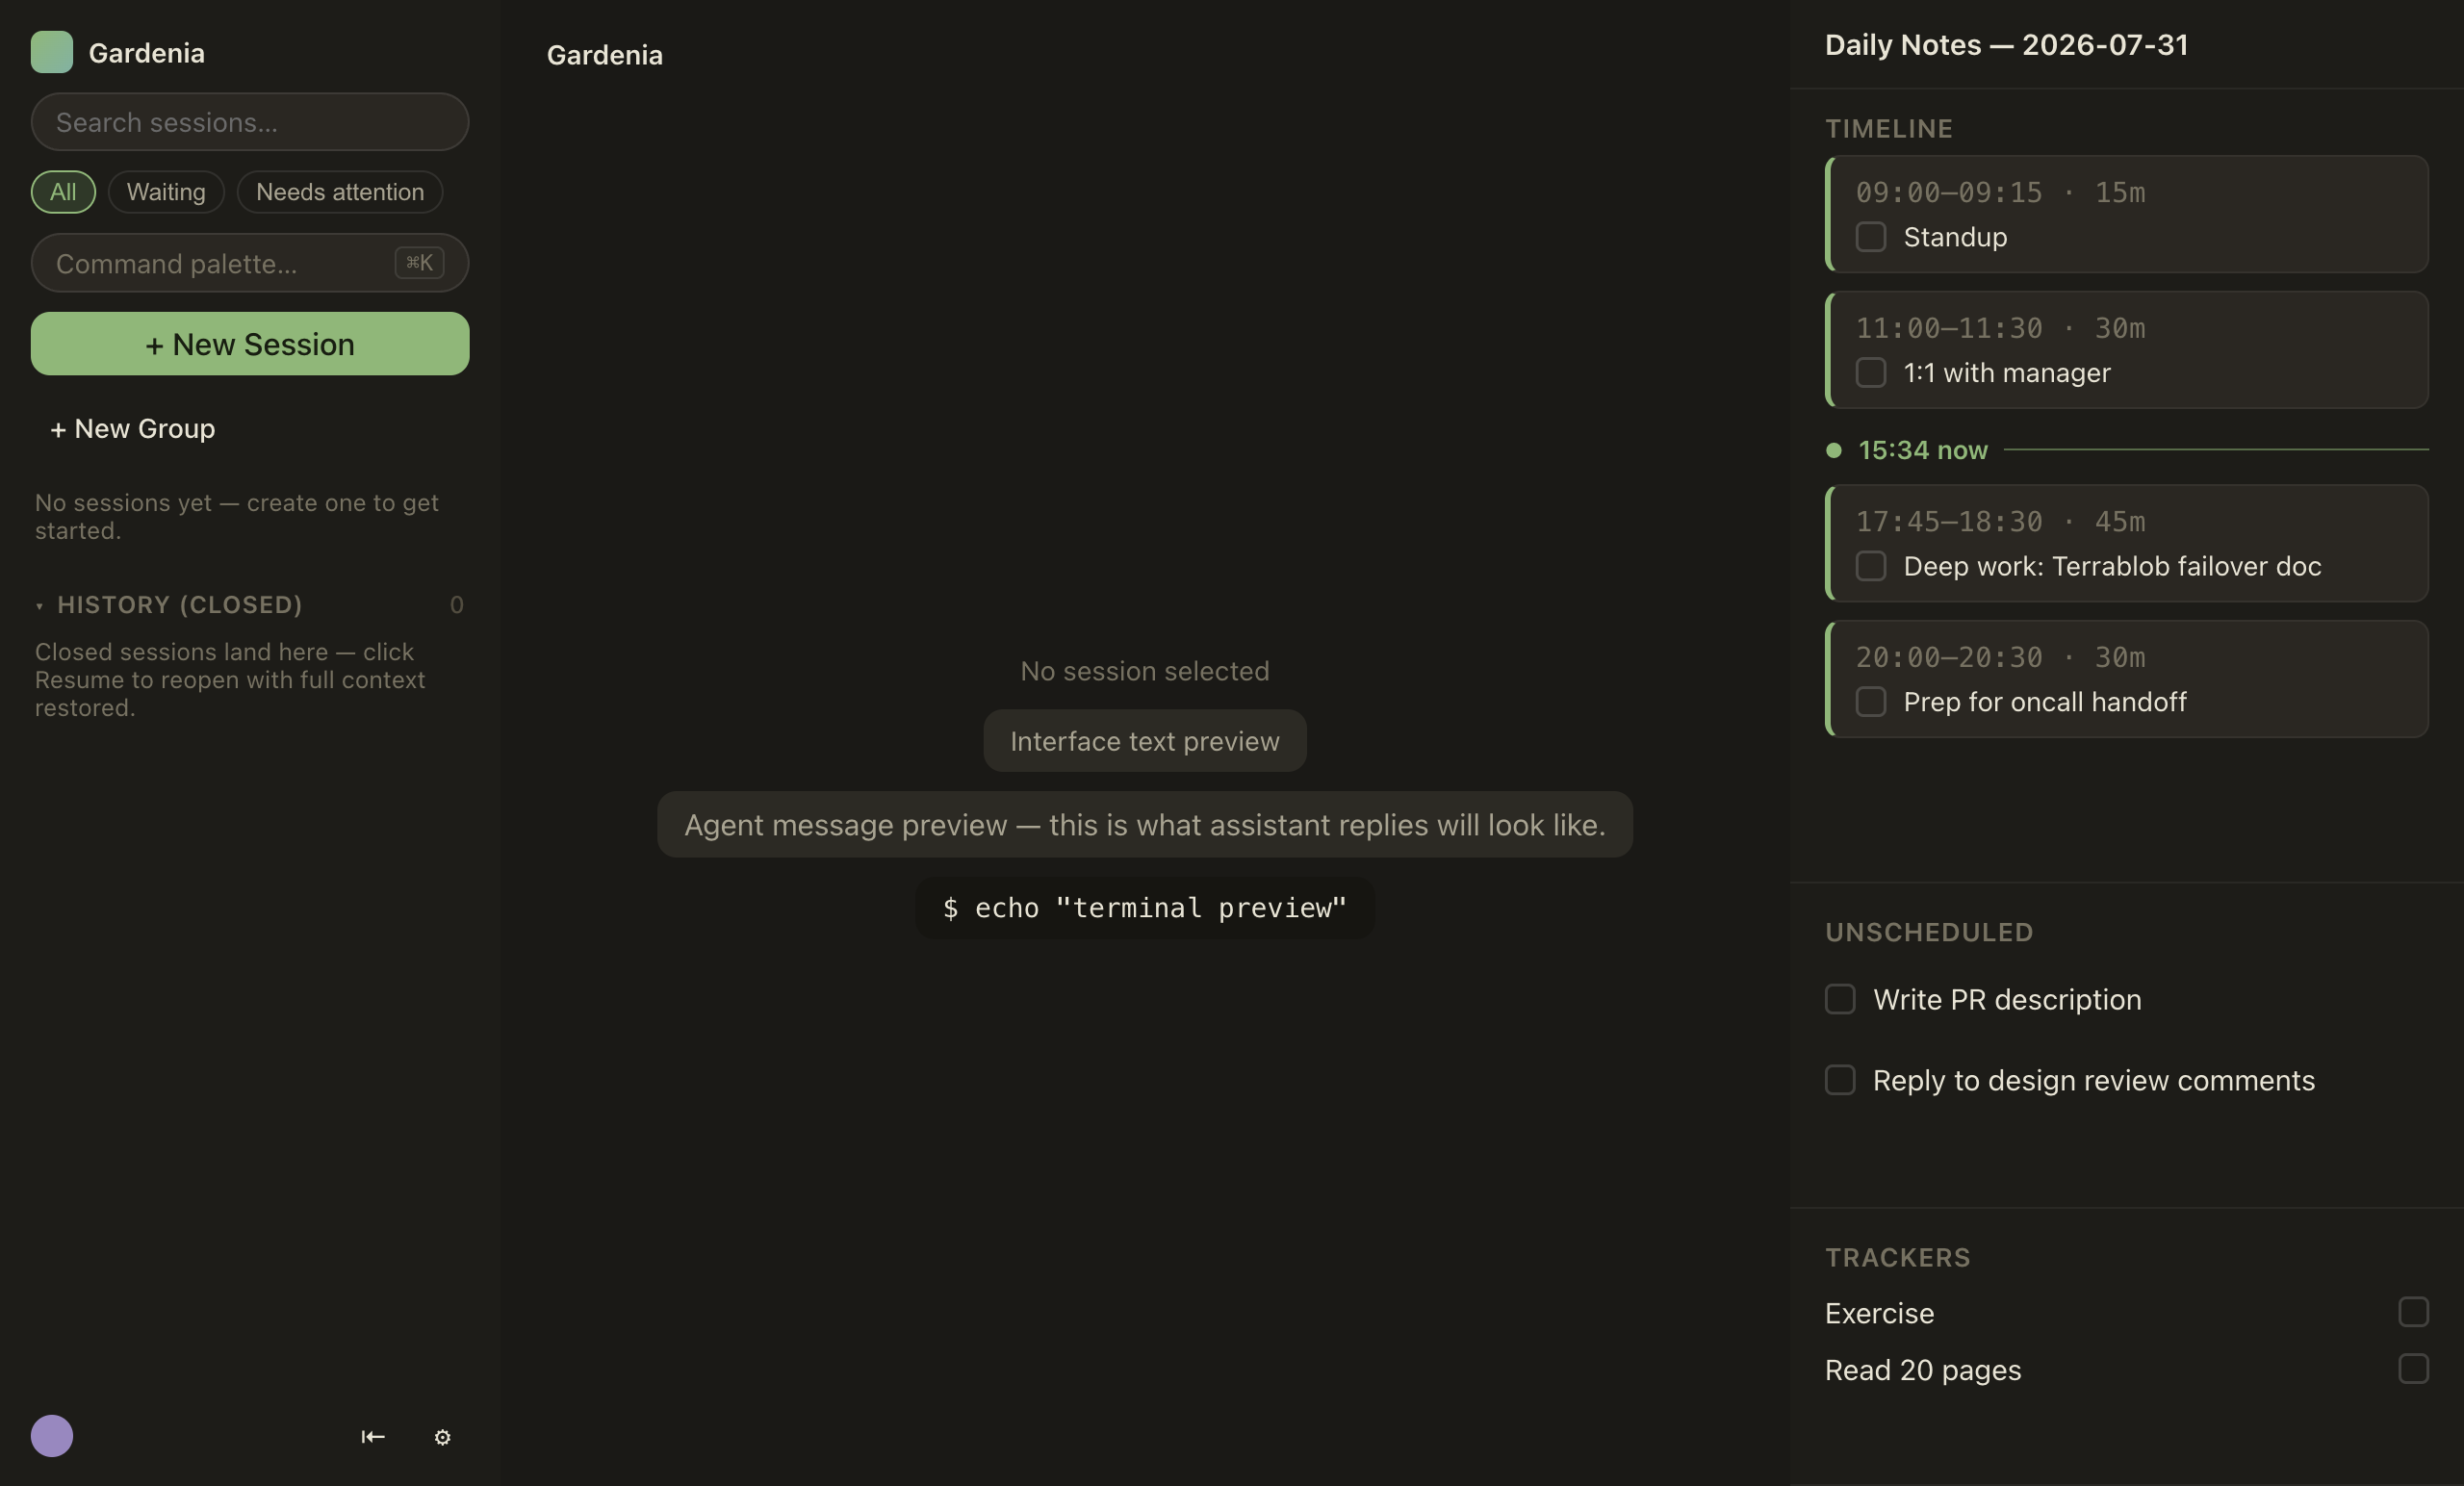 Gardenia
Search sessions...
All
Waiting
Needs attention
Command palette...
⌘K
+ New Session
+ New Group
No sessions yet — create one to get
started.
▾ HISTORY (CLOSED)
0
Closed sessions land here — click
Resume to reopen with full context
restored.
Gardenia
No session selected
Interface text preview
Agent message preview — this is what assistant replies will look like.
$ echo "terminal preview"
Daily Notes — 2026-07-31
TIMELINE
09:00–09:15 · 15m
Standup
11:00–11:30 · 30m
1:1 with manager
15:34 now
17:45–18:30 · 45m
Deep work: Terrablob failover doc
20:00–20:30 · 30m
Prep for oncall handoff
UNSCHEDULED
Write PR description
Reply to design review comments
TRACKERS
Exercise
Read 20 pages